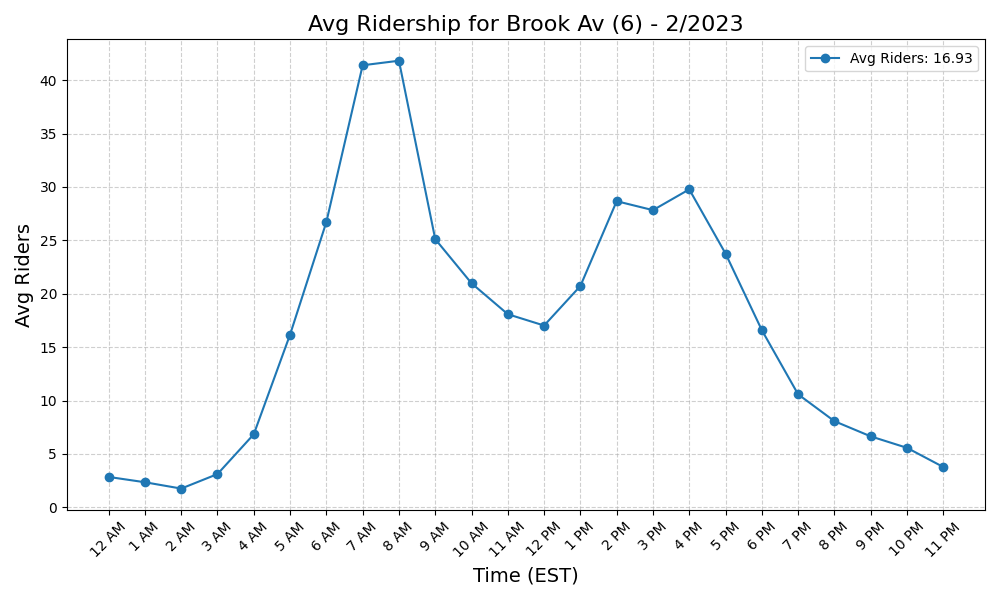 Avg Ridership for Brook Av (6) - 2/2023
Avg Riders: 16.93
Avg Riders
40
35
30
25
20
15
10
5
0
12 AM
1 AM
2 AM
3 AM
4 AM
5 AM
6 AM
7 AM
8 AM
9 AM
10 AM
11 AM
12 PM
1 PM
2 PM
3 PM
4 PM
5 PM
6 PM
7 PM
8 PM
9 PM
10 PM
11 PM
Time (EST)